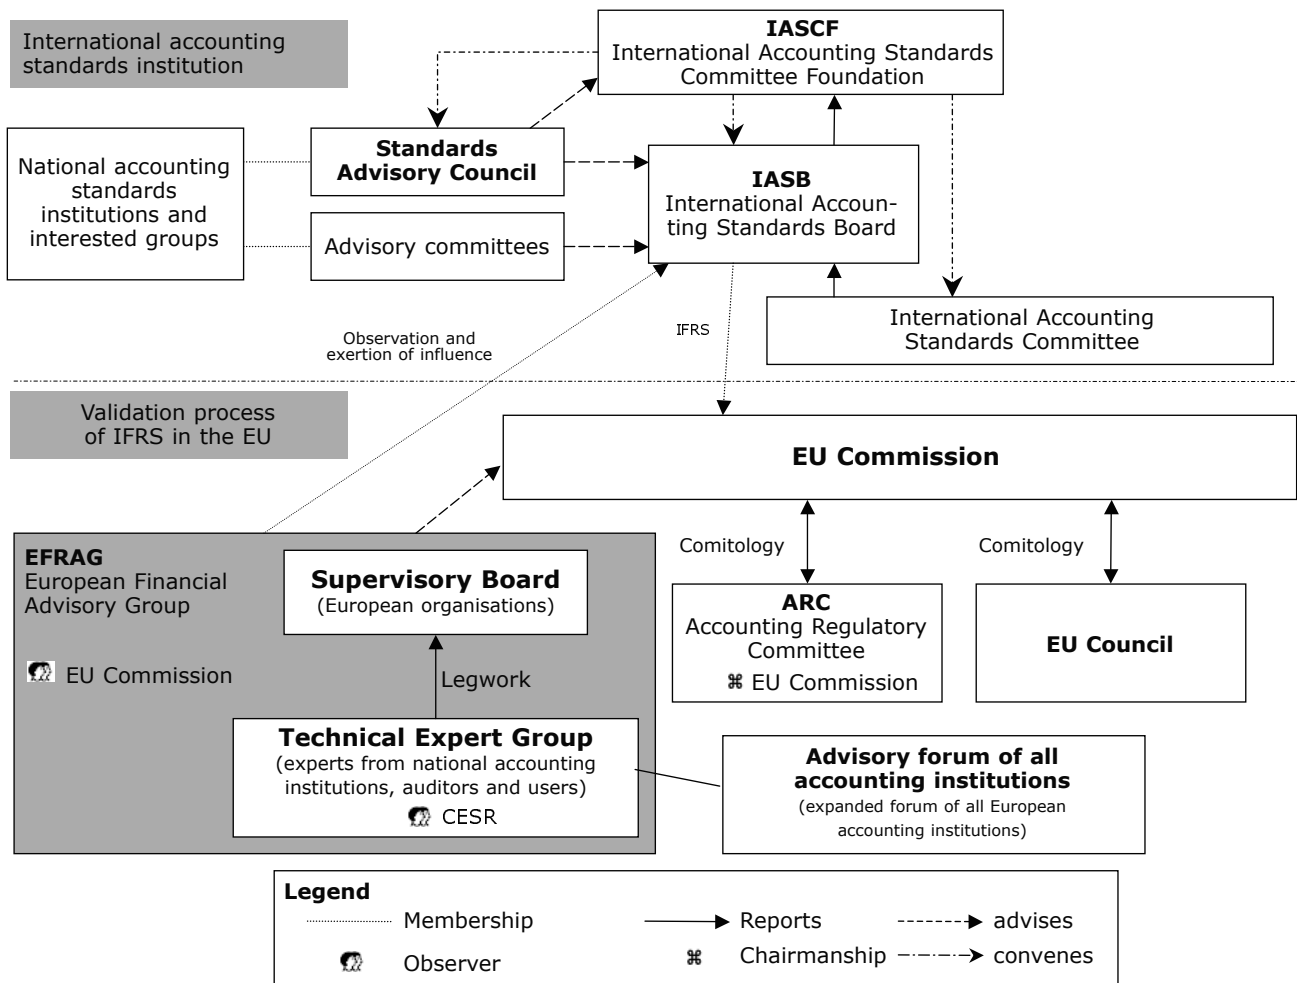 International accounting
standards institution
IASCF
International Accounting Standards
Committee Foundation
National accounting
standards
institutions and
interested groups
Standards
Advisory Council
Advisory committees
IASB
International Accoun-
ting Standards Board
International Accounting
Standards Committee
Observation and
exertion of influence
IFRS
Validation process
of IFRS in the EU
EU Commission
Comitology
Comitology
EFRAG
European Financial
Advisory Group
EU Commission
Supervisory Board
(European organisations)
Legwork
Technical Expert Group
(experts from national accounting
institutions, auditors and users)
CESR
ARC
Accounting Regulatory
Committee
⌘ EU Commission
EU Council
Advisory forum of all
accounting institutions
(expanded forum of all European
accounting institutions)
Legend
Membership
Reports
advises
Observer
⌘ Chairmanship
convenes